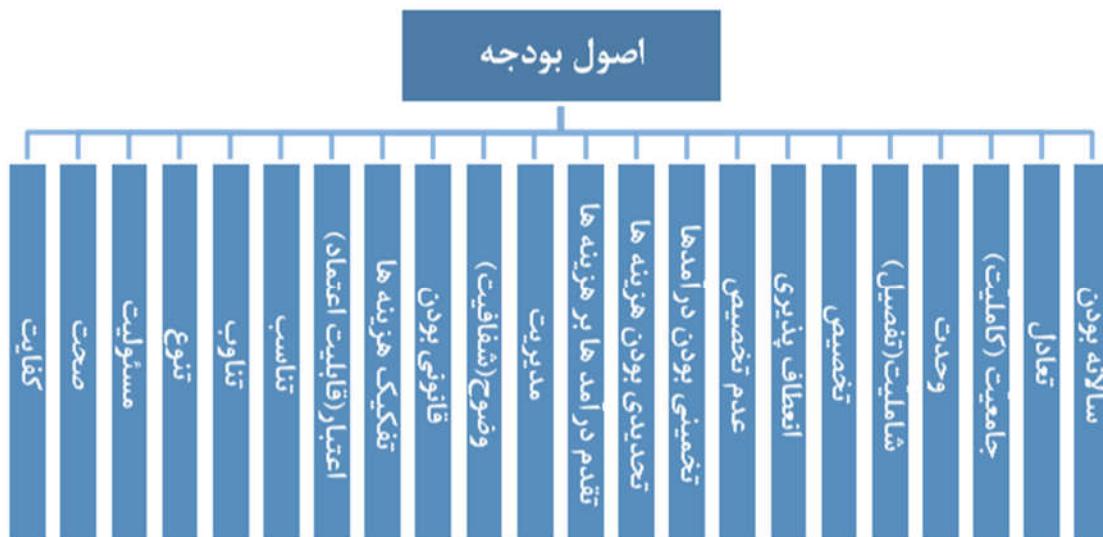 اصول بودجه
سالانه بودن
تعادل
جامعیت (کاملیت)
وحدت
شاملیت(تفصیل)
تخصیص
انعطاف پذیری
عدم تخصیص
تخمینی بودن درآمدها
تحدیدی بودن هزینه ها
تقدم درآمد ها بر هزینه ها
مدیریت
وضوح(شفافیت)
قانونی بودن
تفکیک هزینه ها
اعتبار(قابلیت اعتماد)
تناسب
تناوب
تنوع
مسئولیت
صحت
کفایت